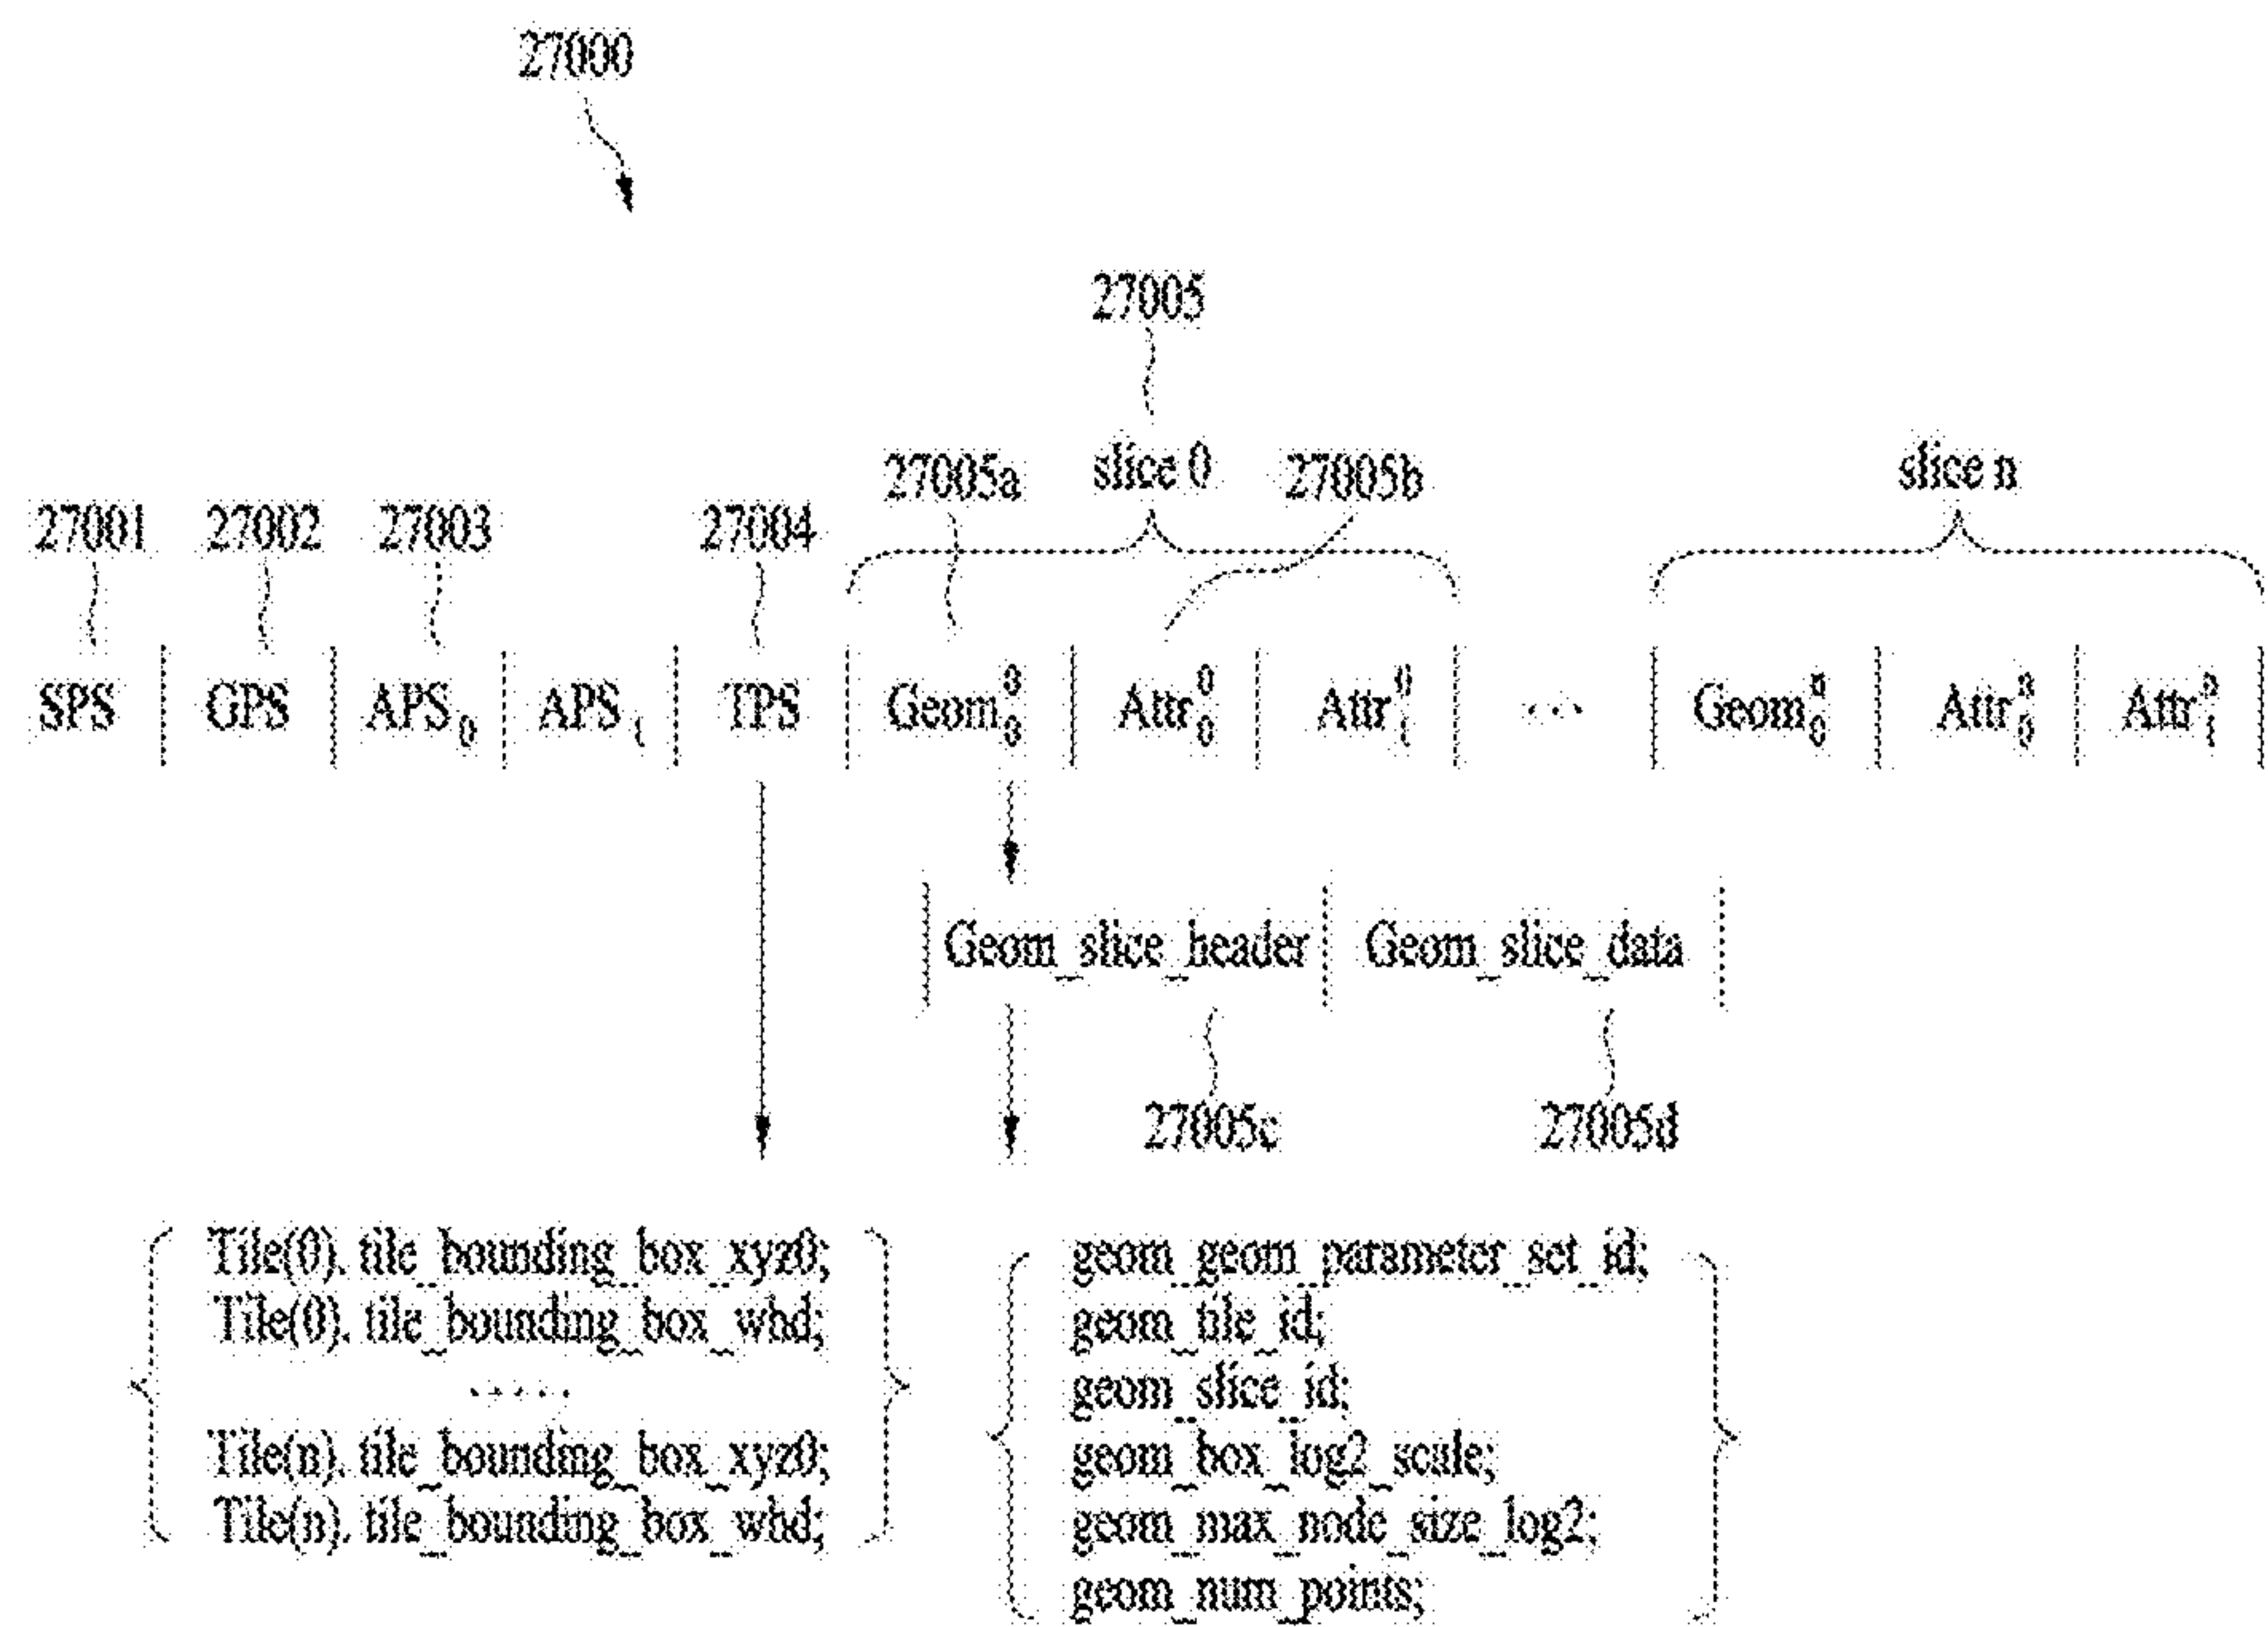 27000
27005
27005a slice 0 27005b slice n
27001 27002 27003 27004
SPS GPS APS0 APS1 TPS Geom00 Attr00 Attr01 ... Geom0n Attr0n Attr1n
Geom_slice_header Geom_slice_data
27005c 27005d
Tile(0). tile_bounding_box_xyz0;
Tile(0). tile_bounding_box_whd;
.....
Tile(n). tile_bounding_box_xyz0;
Tile(n). tile_bounding_box_whd;
geom_geom_parameter_set_id;
geom_tile_id;
geom_slice_id;
geom_box_log2_scale;
geom_max_node_size_log2;
geom_num_points;